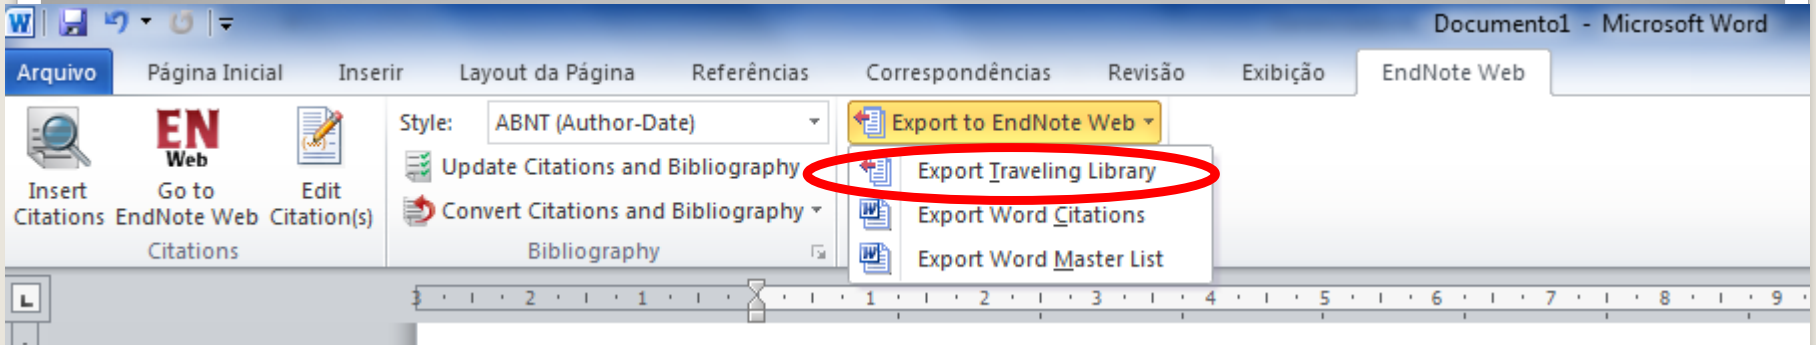 Documento1 - Microsoft Word
Arquivo Página Inicial Inserir Layout da Página Referências Correspondências Revisão Exibição EndNote Web
EN
Web
Insert
Citations
Go to
EndNote Web
Edit
Citation(s)
Citations
Style: ABNT (Author-Date)
Update Citations and Bibliography
Convert Citations and Bibliography
Bibliography
Export to EndNote Web
Export Traveling Library
Export Word Citations
Export Word Master List
3 2 1 1 2 3 4 5 6 7 8 9